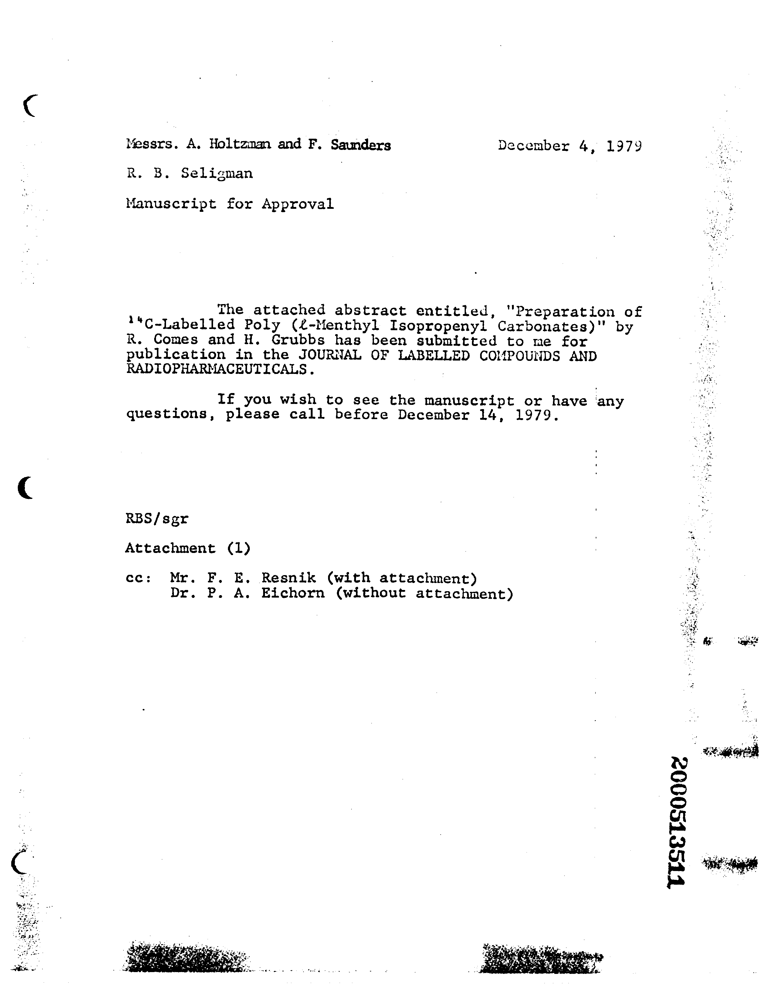 Messrs. A. Holtzman and F. Saunders December 4, 1979
R. B. Seligman
Manuscript for Approval
The attached abstract entitled, "Preparation of
¹⁴C-Labelled Poly (ℓ-Menthyl Isopropenyl Carbonates)" by
R. Comes and H. Grubbs has been submitted to me for
publication in the JOURNAL OF LABELLED COMPOUNDS AND
RADIOPHARMACEUTICALS.
If you wish to see the manuscript or have any
questions, please call before December 14, 1979.
RBS/sgr
Attachment (1)
cc: Mr. F. E. Resnik (with attachment)
Dr. P. A. Eichorn (without attachment)
2000513511